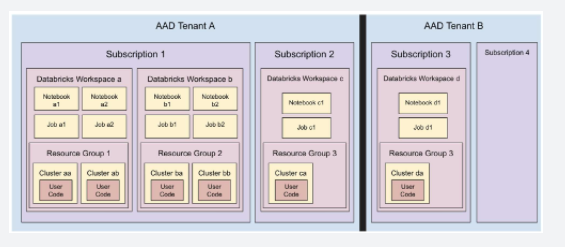 AAD Tenant A
AAD Tenant B
Subscription 1
Subscription 2
Subscription 3
Subscription 4
Databricks Workspace a
Databricks Workspace b
Databricks Workspace c
Databricks Workspace d
Notebook a1
Notebook a2
Notebook b1
Notebook b2
Notebook c1
Notebook d1
Job a1
Job a2
Job b1
Job b2
Job c1
Job d1
Resource Group 1
Resource Group 2
Resource Group 3
Resource Group 3
Cluster aa
Cluster ab
Cluster ba
Cluster bb
Cluster ca
Cluster da
User Code
User Code
User Code
User Code
User Code
User Code